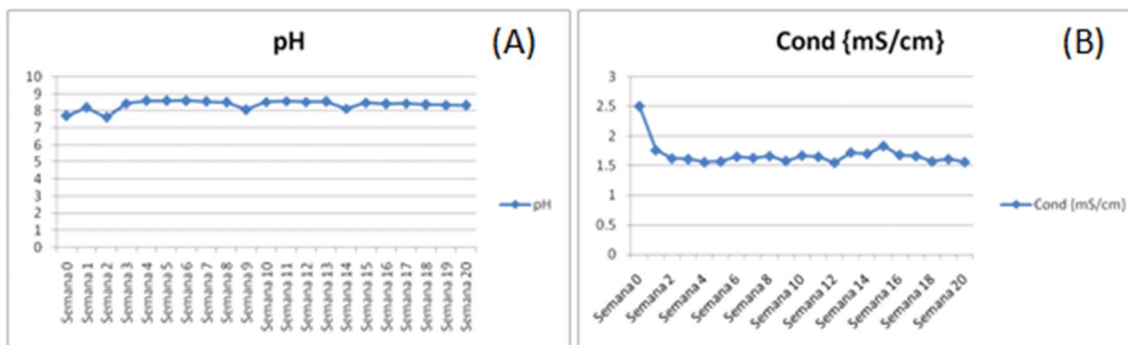 pH (A)
10
9
8
7
6
5
4
3
2
1
0
Semana 0
Semana 1
Semana 2
Semana 3
Semana 4
Semana 5
Semana 6
Semana 7
Semana 8
Semana 9
Semana 10
Semana 11
Semana 12
Semana 13
Semana 14
Semana 15
Semana 16
Semana 17
Semana 18
Semana 19
Semana 20
pH
Cond {mS/cm} (B)
3
2.5
2
1.5
1
0.5
0
Semana 0
Semana 2
Semana 4
Semana 6
Semana 8
Semana 10
Semana 12
Semana 14
Semana 16
Semana 18
Semana 20
Cond {mS/cm}